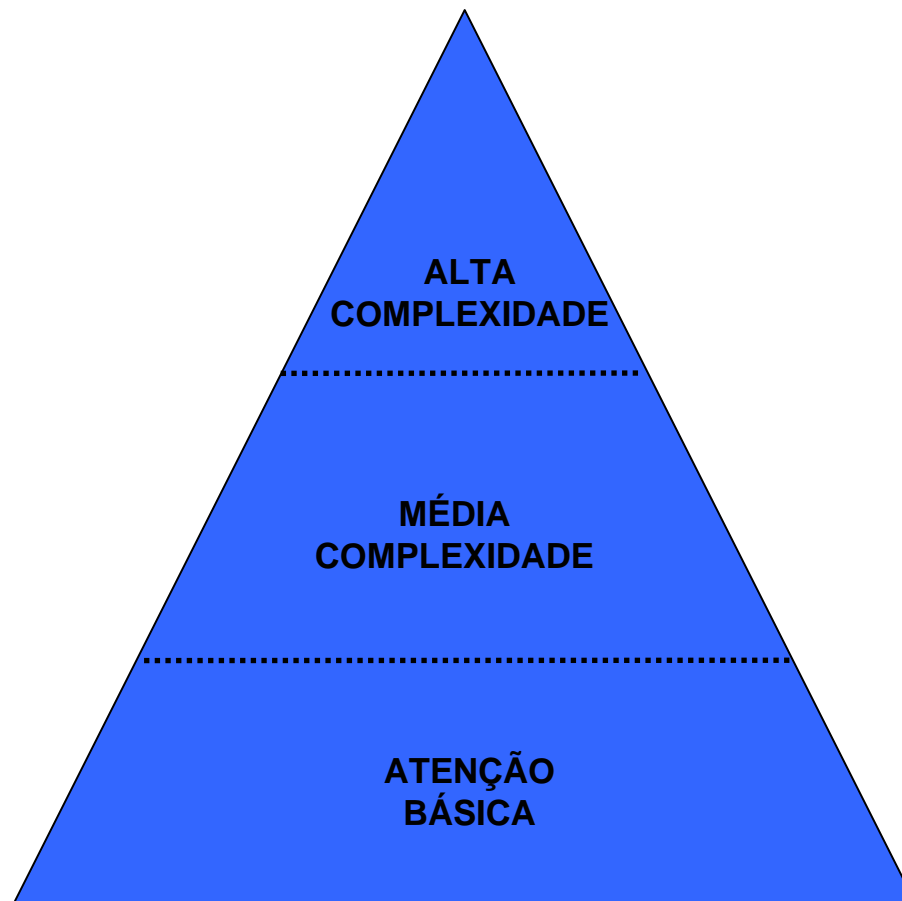 ALTA
COMPLEXIDADE
MÉDIA
COMPLEXIDADE
ATENÇÃO
BÁSICA